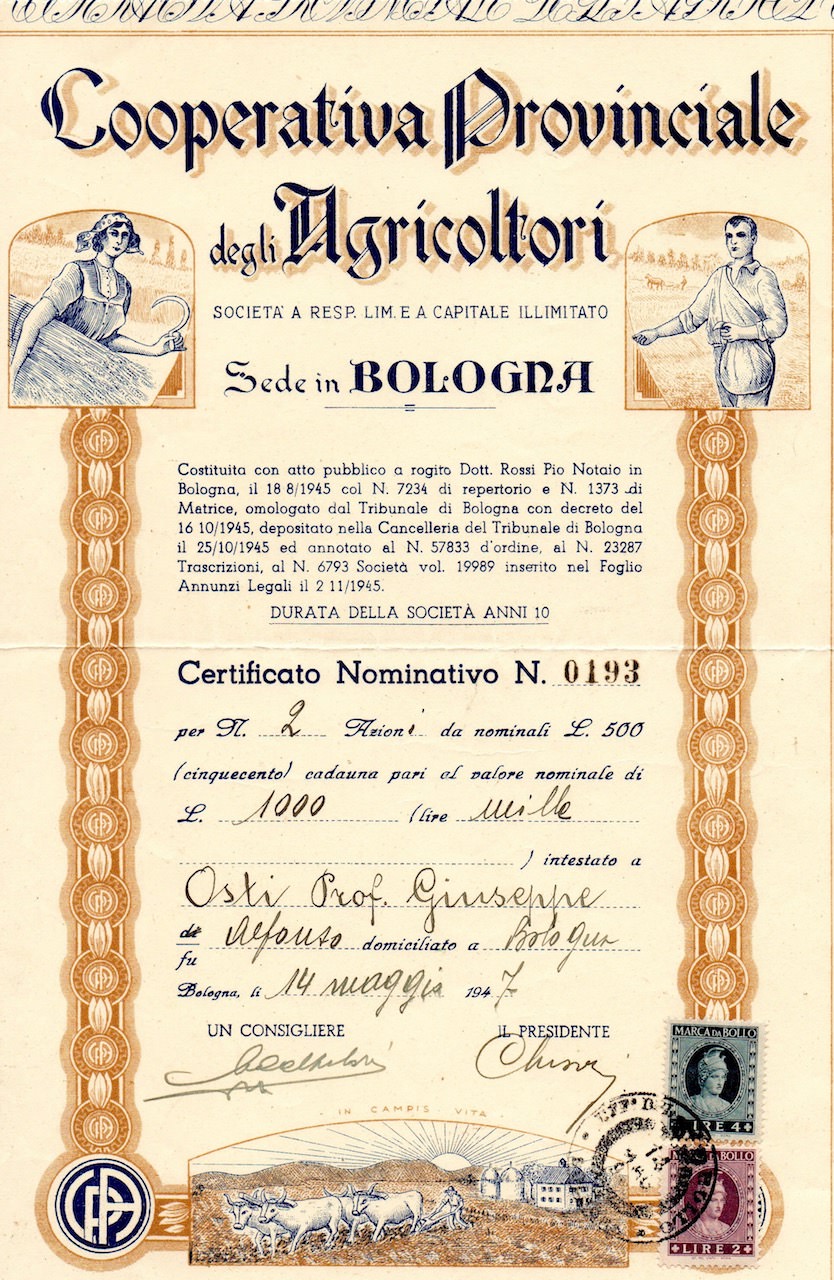 Cooperativa Provinciale
degli Agricoltori
SOCIETA' A RESP. LIM. E A CAPITALE ILLIMITATO
Sede in BOLOGNA
Costituita con atto pubblico a rogito Dott. Rossi Pio Notaio in
Bologna, il 18 8/1945 col N. 7234 di repertorio e N. 1373 di
Matrice, omologato dal Tribunale di Bologna con decreto del
16 10/1945, depositato nella Cancelleria del Tribunale di Bologna
il 25/10/1945 ed annotato al N. 57833 d'ordine, al N. 23287
Trascrizioni, al N. 6793 Società vol. 19989 inserito nel Foglio
Annunzi Legali il 2 11/1945.
DURATA DELLA SOCIETÀ ANNI 10
Certificato Nominativo N. 0193
per N. 2 Azioni da nominali L. 500
(cinquecento) cadauna pari al valore nominale di
L. 1000 (lire mille
) intestato a
Osti Prof. Giuseppe
di Alfonso domiciliato a Bologna
fu
Bologna, li 14 maggio 1947
UN CONSIGLIERE IL PRESIDENTE
IN CAMPIS VITA
MARCA DA BOLLO
LIRE 4
MARCA DA BOLLO
LIRE 2
CPA